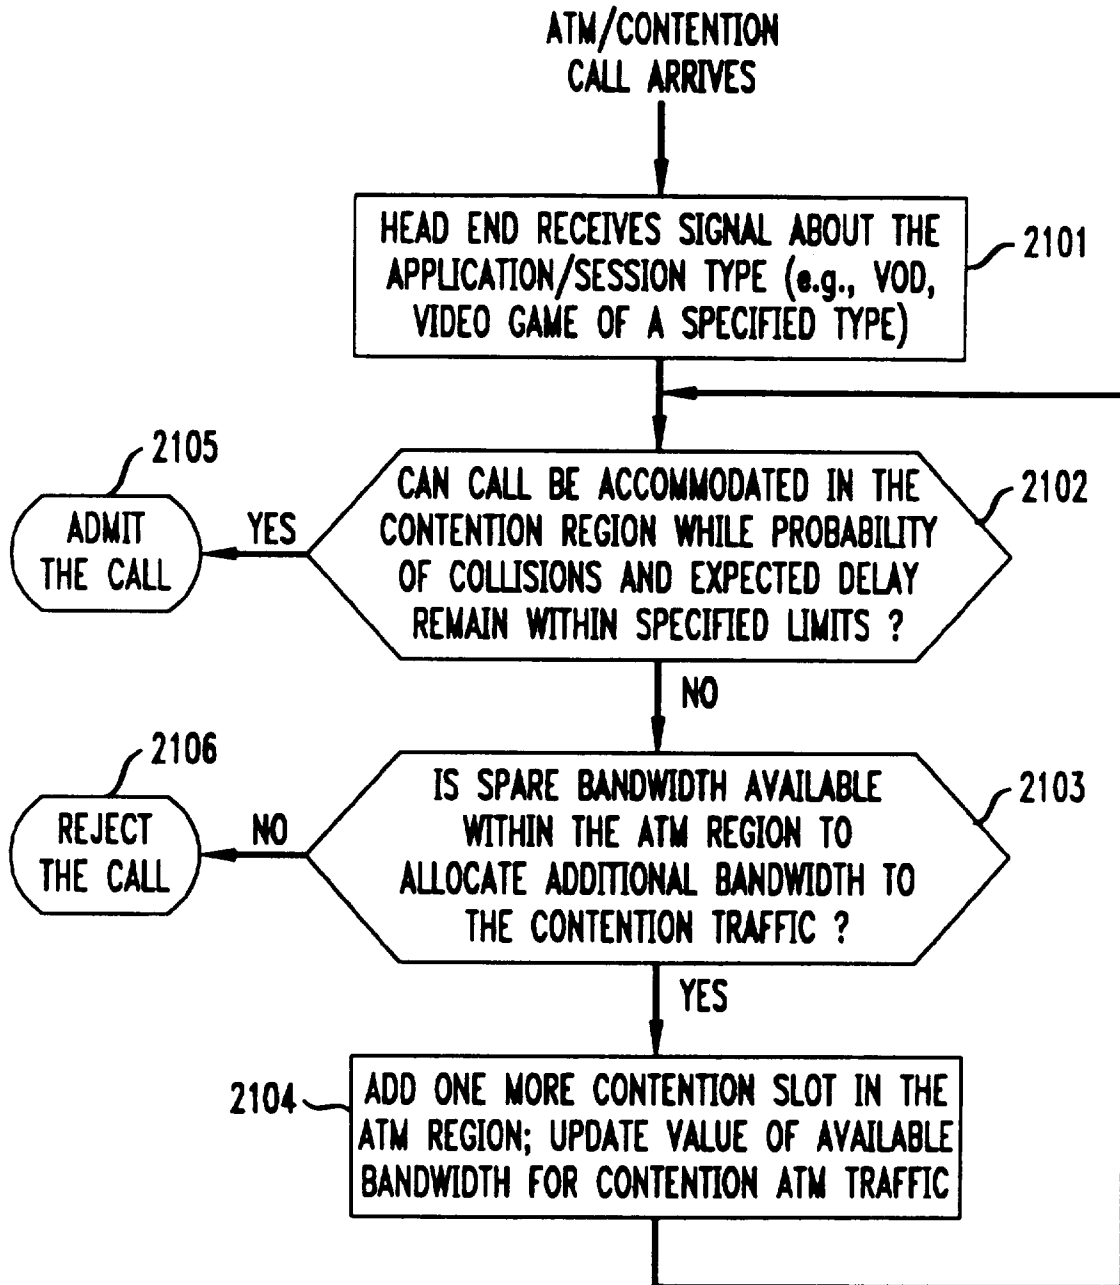 ATM/CONTENTION
CALL ARRIVES
HEAD END RECEIVES SIGNAL ABOUT THE
APPLICATION/SESSION TYPE (e.g., VOD,
VIDEO GAME OF A SPECIFIED TYPE)
2101
2105
ADMIT
THE CALL
YES
CAN CALL BE ACCOMMODATED IN THE
CONTENTION REGION WHILE PROBABILITY
OF COLLISIONS AND EXPECTED DELAY
REMAIN WITHIN SPECIFIED LIMITS ?
2102
NO
2106
REJECT
THE CALL
NO
IS SPARE BANDWIDTH AVAILABLE
WITHIN THE ATM REGION TO
ALLOCATE ADDITIONAL BANDWIDTH TO
THE CONTENTION TRAFFIC ?
2103
YES
2104
ADD ONE MORE CONTENTION SLOT IN THE
ATM REGION; UPDATE VALUE OF AVAILABLE
BANDWIDTH FOR CONTENTION ATM TRAFFIC